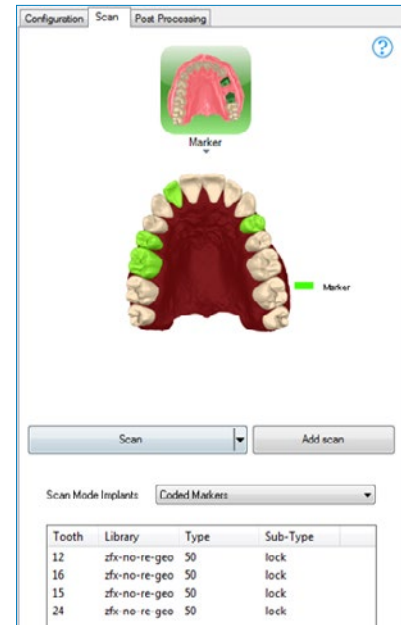 Configuration Scan Post Processing
?
Marker
Marker
Scan Add scan
Scan Mode Implants Coded Markers
Tooth Library Type Sub-Type
12 zfx-no-re-geo 50 lock
16 zfx-no-re-geo 50 lock
15 zfx-no-re-geo 50 lock
24 zfx-no-re-geo 50 lock